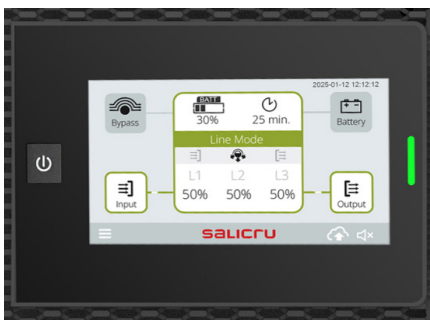 2025-01-12 12:12:12
BATT
30%
25 min.
Bypass
Battery
Line Mode
L1 L2 L3
50% 50% 50%
Input
Output
SALICRU